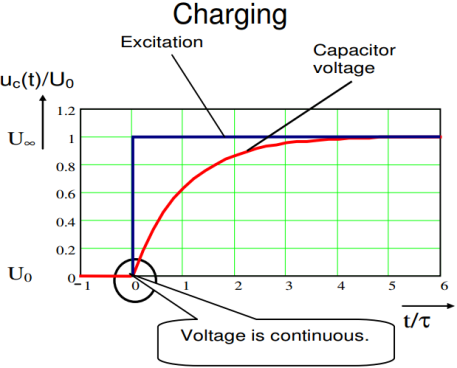 Charging
Excitation
Capacitor
voltage
uc(t)/U0
1.2
U∞
1
0.8
0.6
0.4
0.2
U0
0
−1 0 1 2 3 4 5 6
t/τ
Voltage is continuous.